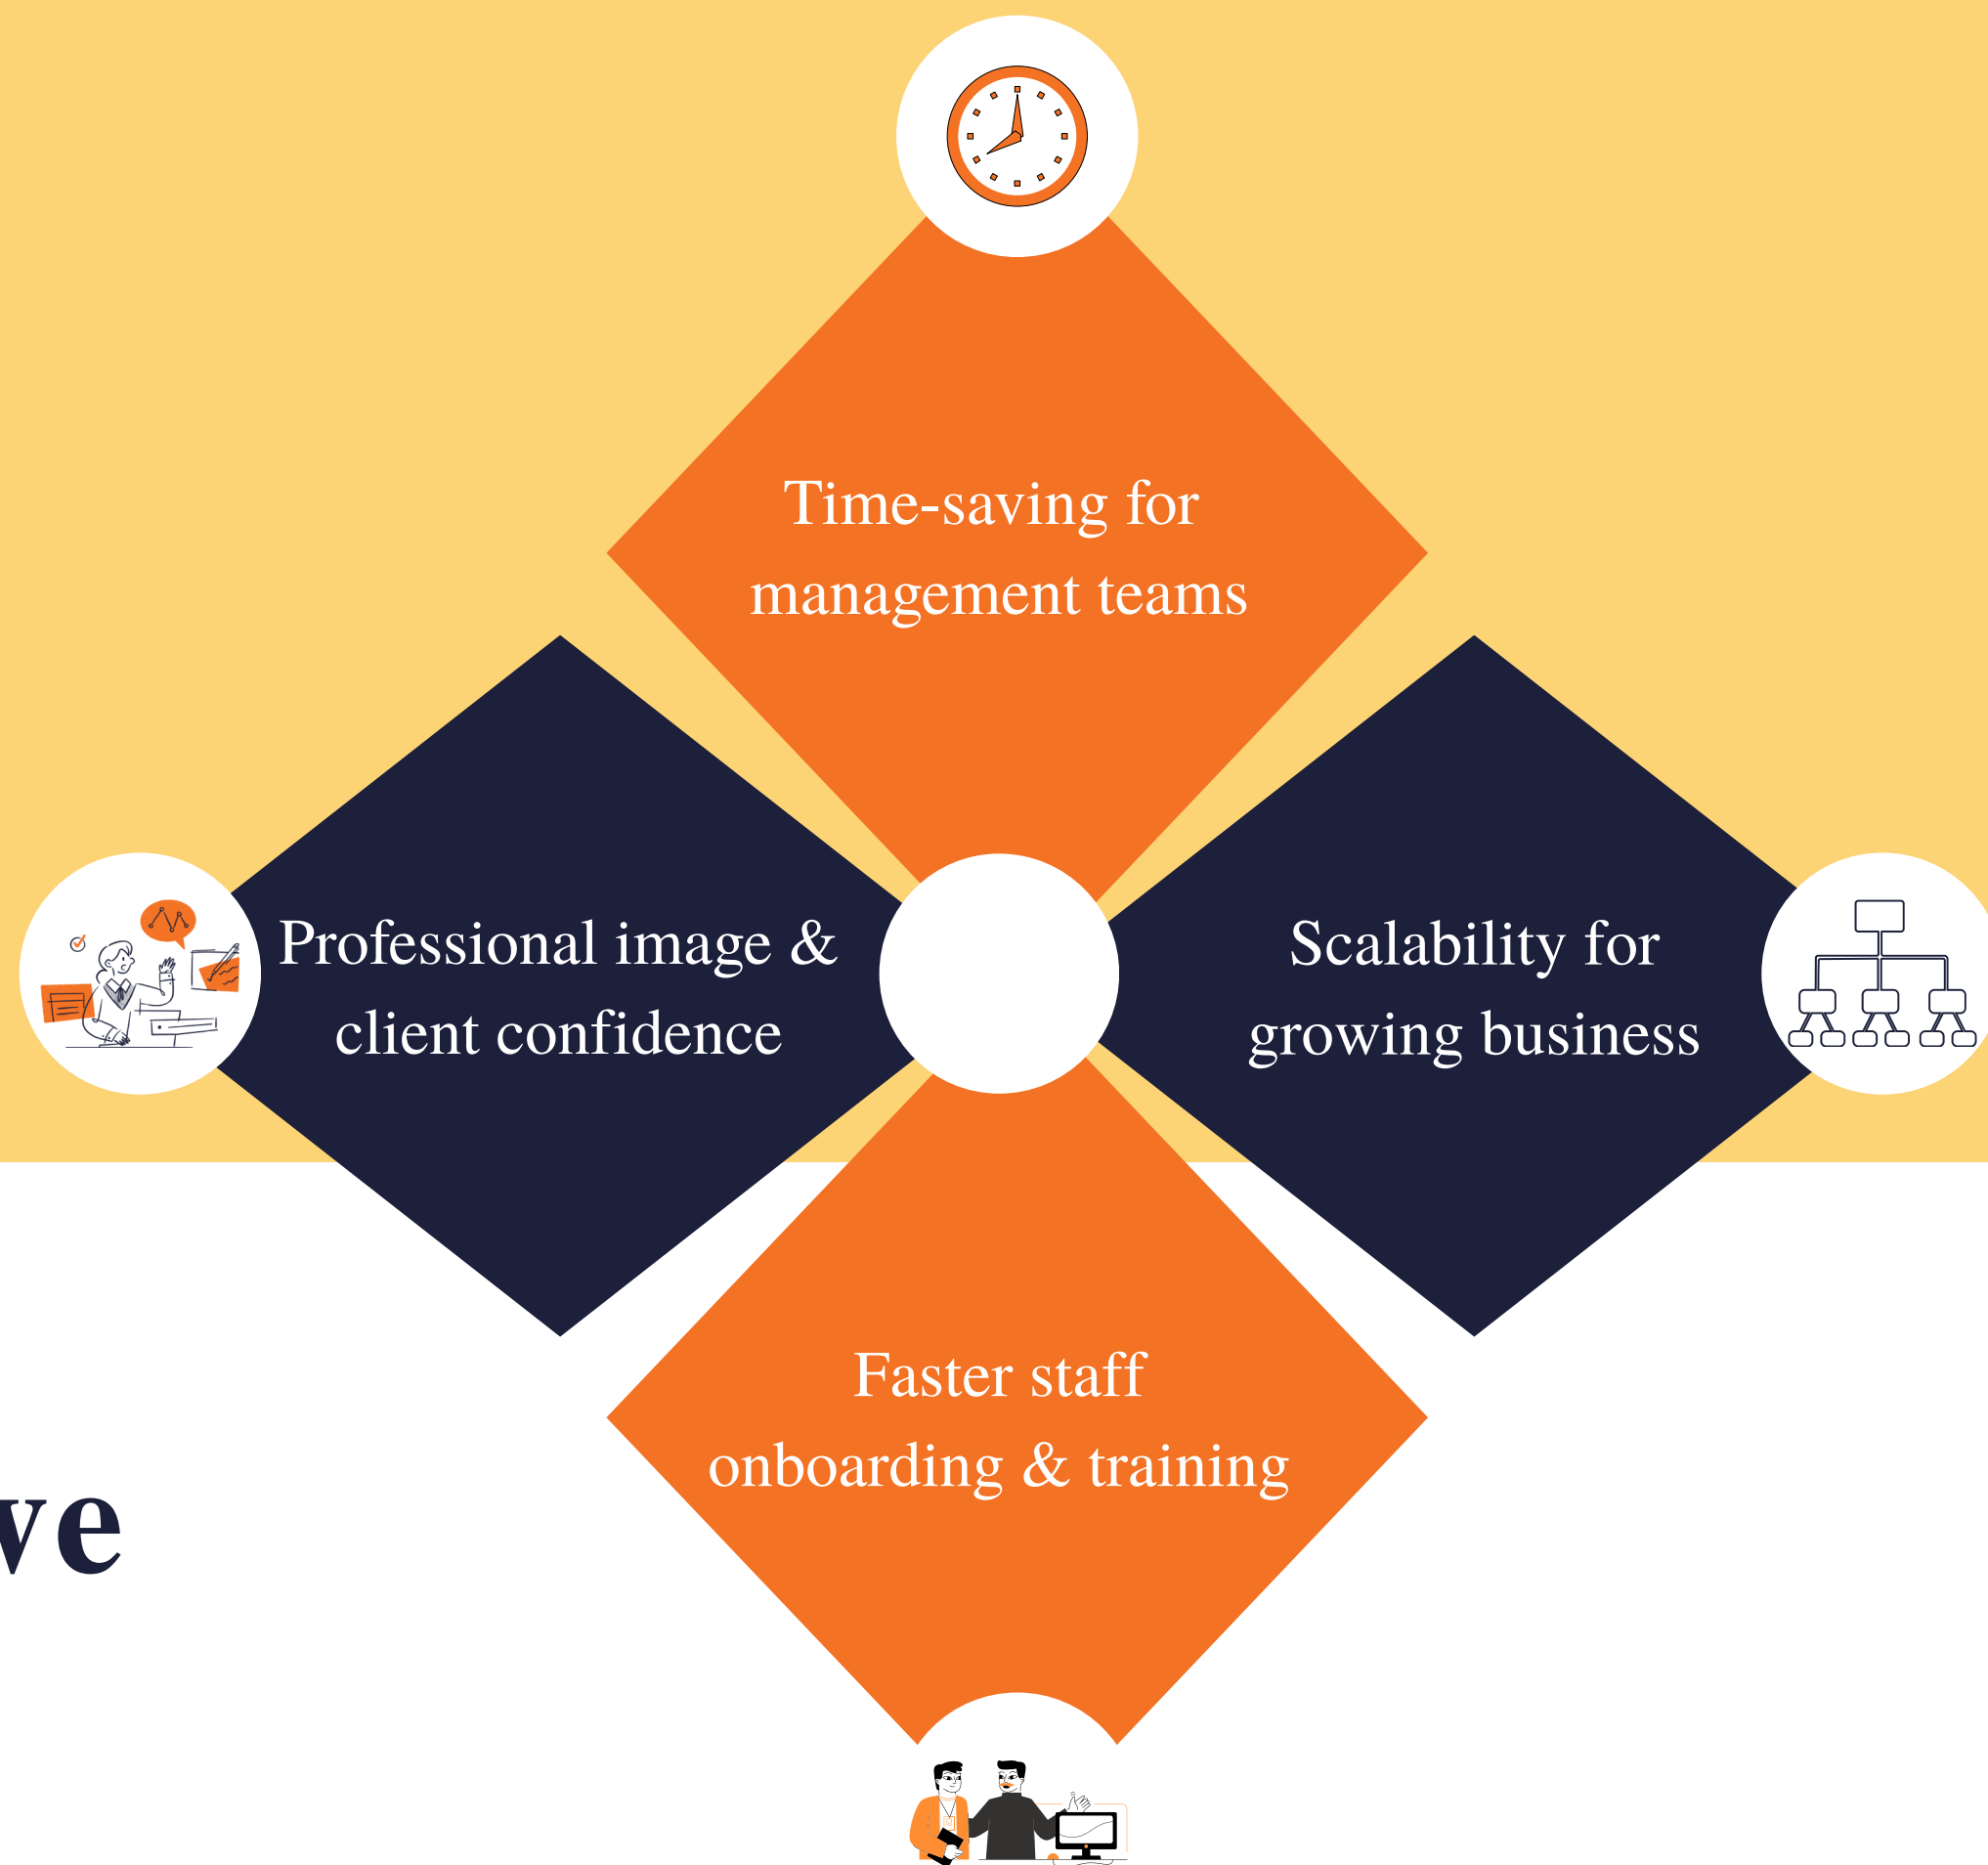 Time-saving for
management teams
Professional image &
client confidence
Scalability for
growing business
Faster staff
onboarding & training
ve